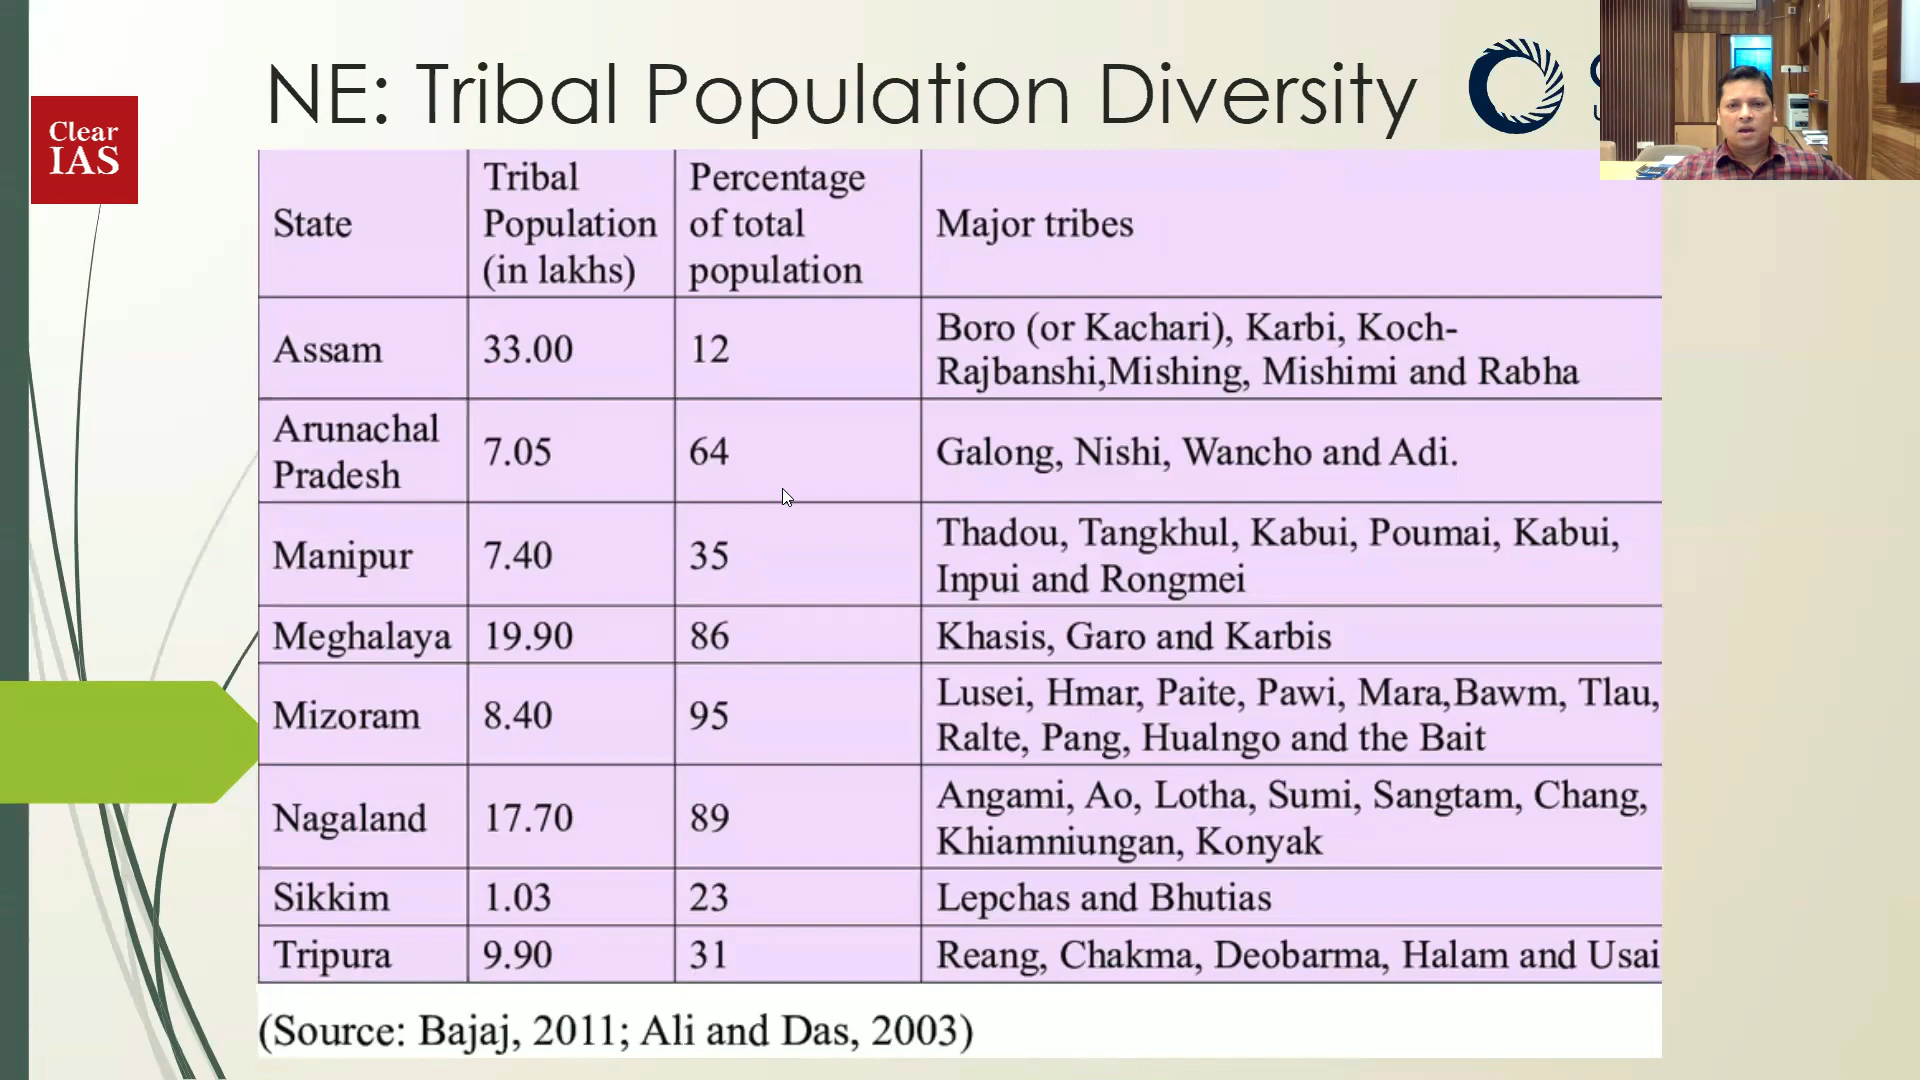 NE: Tribal Population Diversity
Clear
IAS
State
Tribal
Population
(in lakhs)
Percentage
of total
population
Major tribes
Assam
33.00
12
Boro (or Kachari), Karbi, Koch-
Rajbanshi,Mishing, Mishimi and Rabha
Arunachal
Pradesh
7.05
64
Galong, Nishi, Wancho and Adi.
Manipur
7.40
35
Thadou, Tangkhul, Kabui, Poumai, Kabui,
Inpui and Rongmei
Meghalaya
19.90
86
Khasis, Garo and Karbis
Mizoram
8.40
95
Lusei, Hmar, Paite, Pawi, Mara,Bawm, Tlau,
Ralte, Pang, Hualngo and the Bait
Nagaland
17.70
89
Angami, Ao, Lotha, Sumi, Sangtam, Chang,
Khiamniungan, Konyak
Sikkim
1.03
23
Lepchas and Bhutias
Tripura
9.90
31
Reang, Chakma, Deobarma, Halam and Usai
(Source: Bajaj, 2011; Ali and Das, 2003)